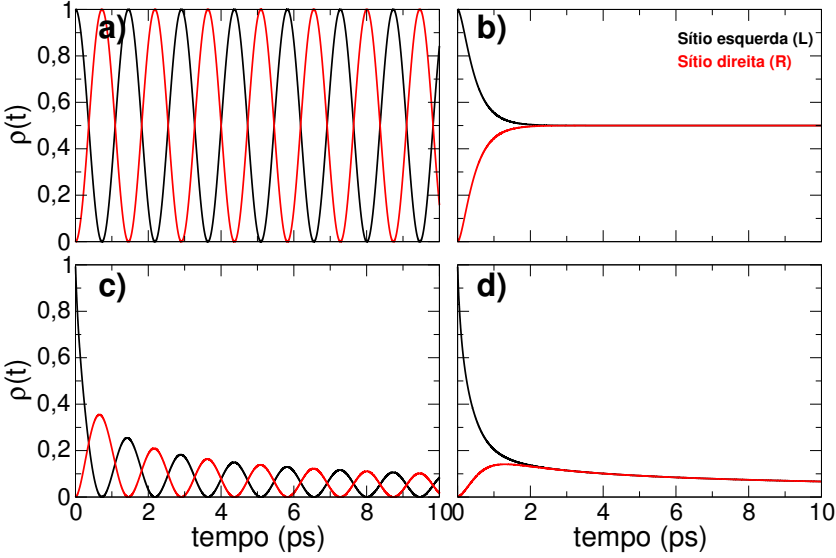 1
a)
b)
Sítio esquerda (L)
Sítio direita (R)
0,8
0,6
ρ(t)
0,4
0,2
0
1
c)
d)
0,8
0,6
ρ(t)
0,4
0,2
0
0 2 4 6 8 10 0 2 4 6 8 10
tempo (ps) tempo (ps)